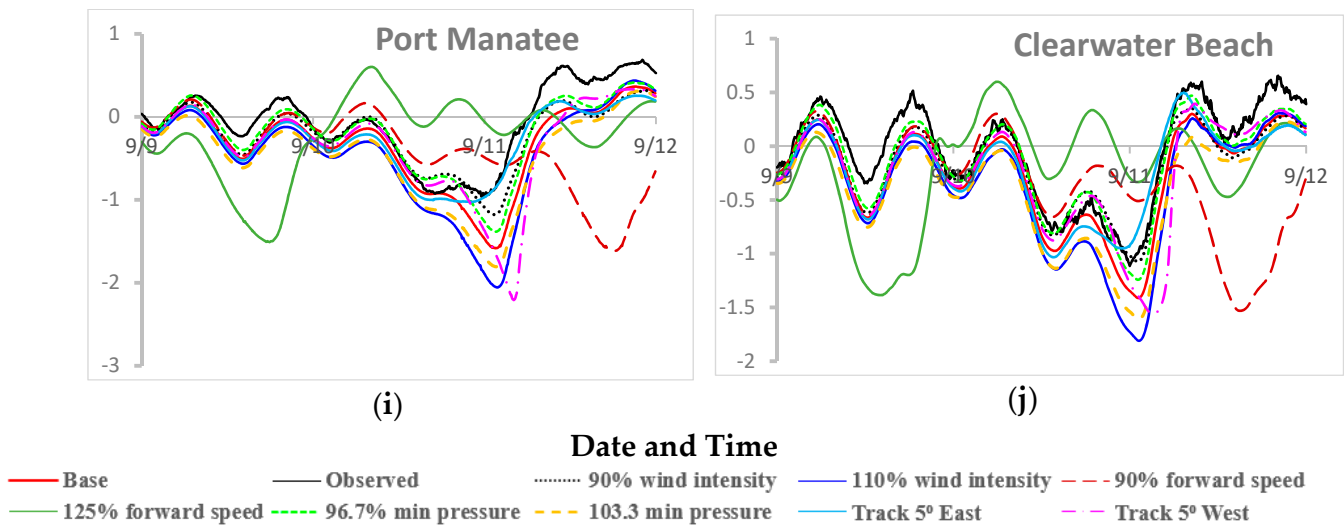 Port Manatee
1
0
-1
-2
-3
9/9
9/11
9/12
(i)
Clearwater Beach
1
0.5
0
-0.5
-1
-1.5
-2
9/11
9/12
(j)
Date and Time
Base
Observed
90% wind intensity
110% wind intensity
90% forward speed
125% forward speed
96.7% min pressure
103.3 min pressure
Track 5⁰ East
Track 5⁰ West